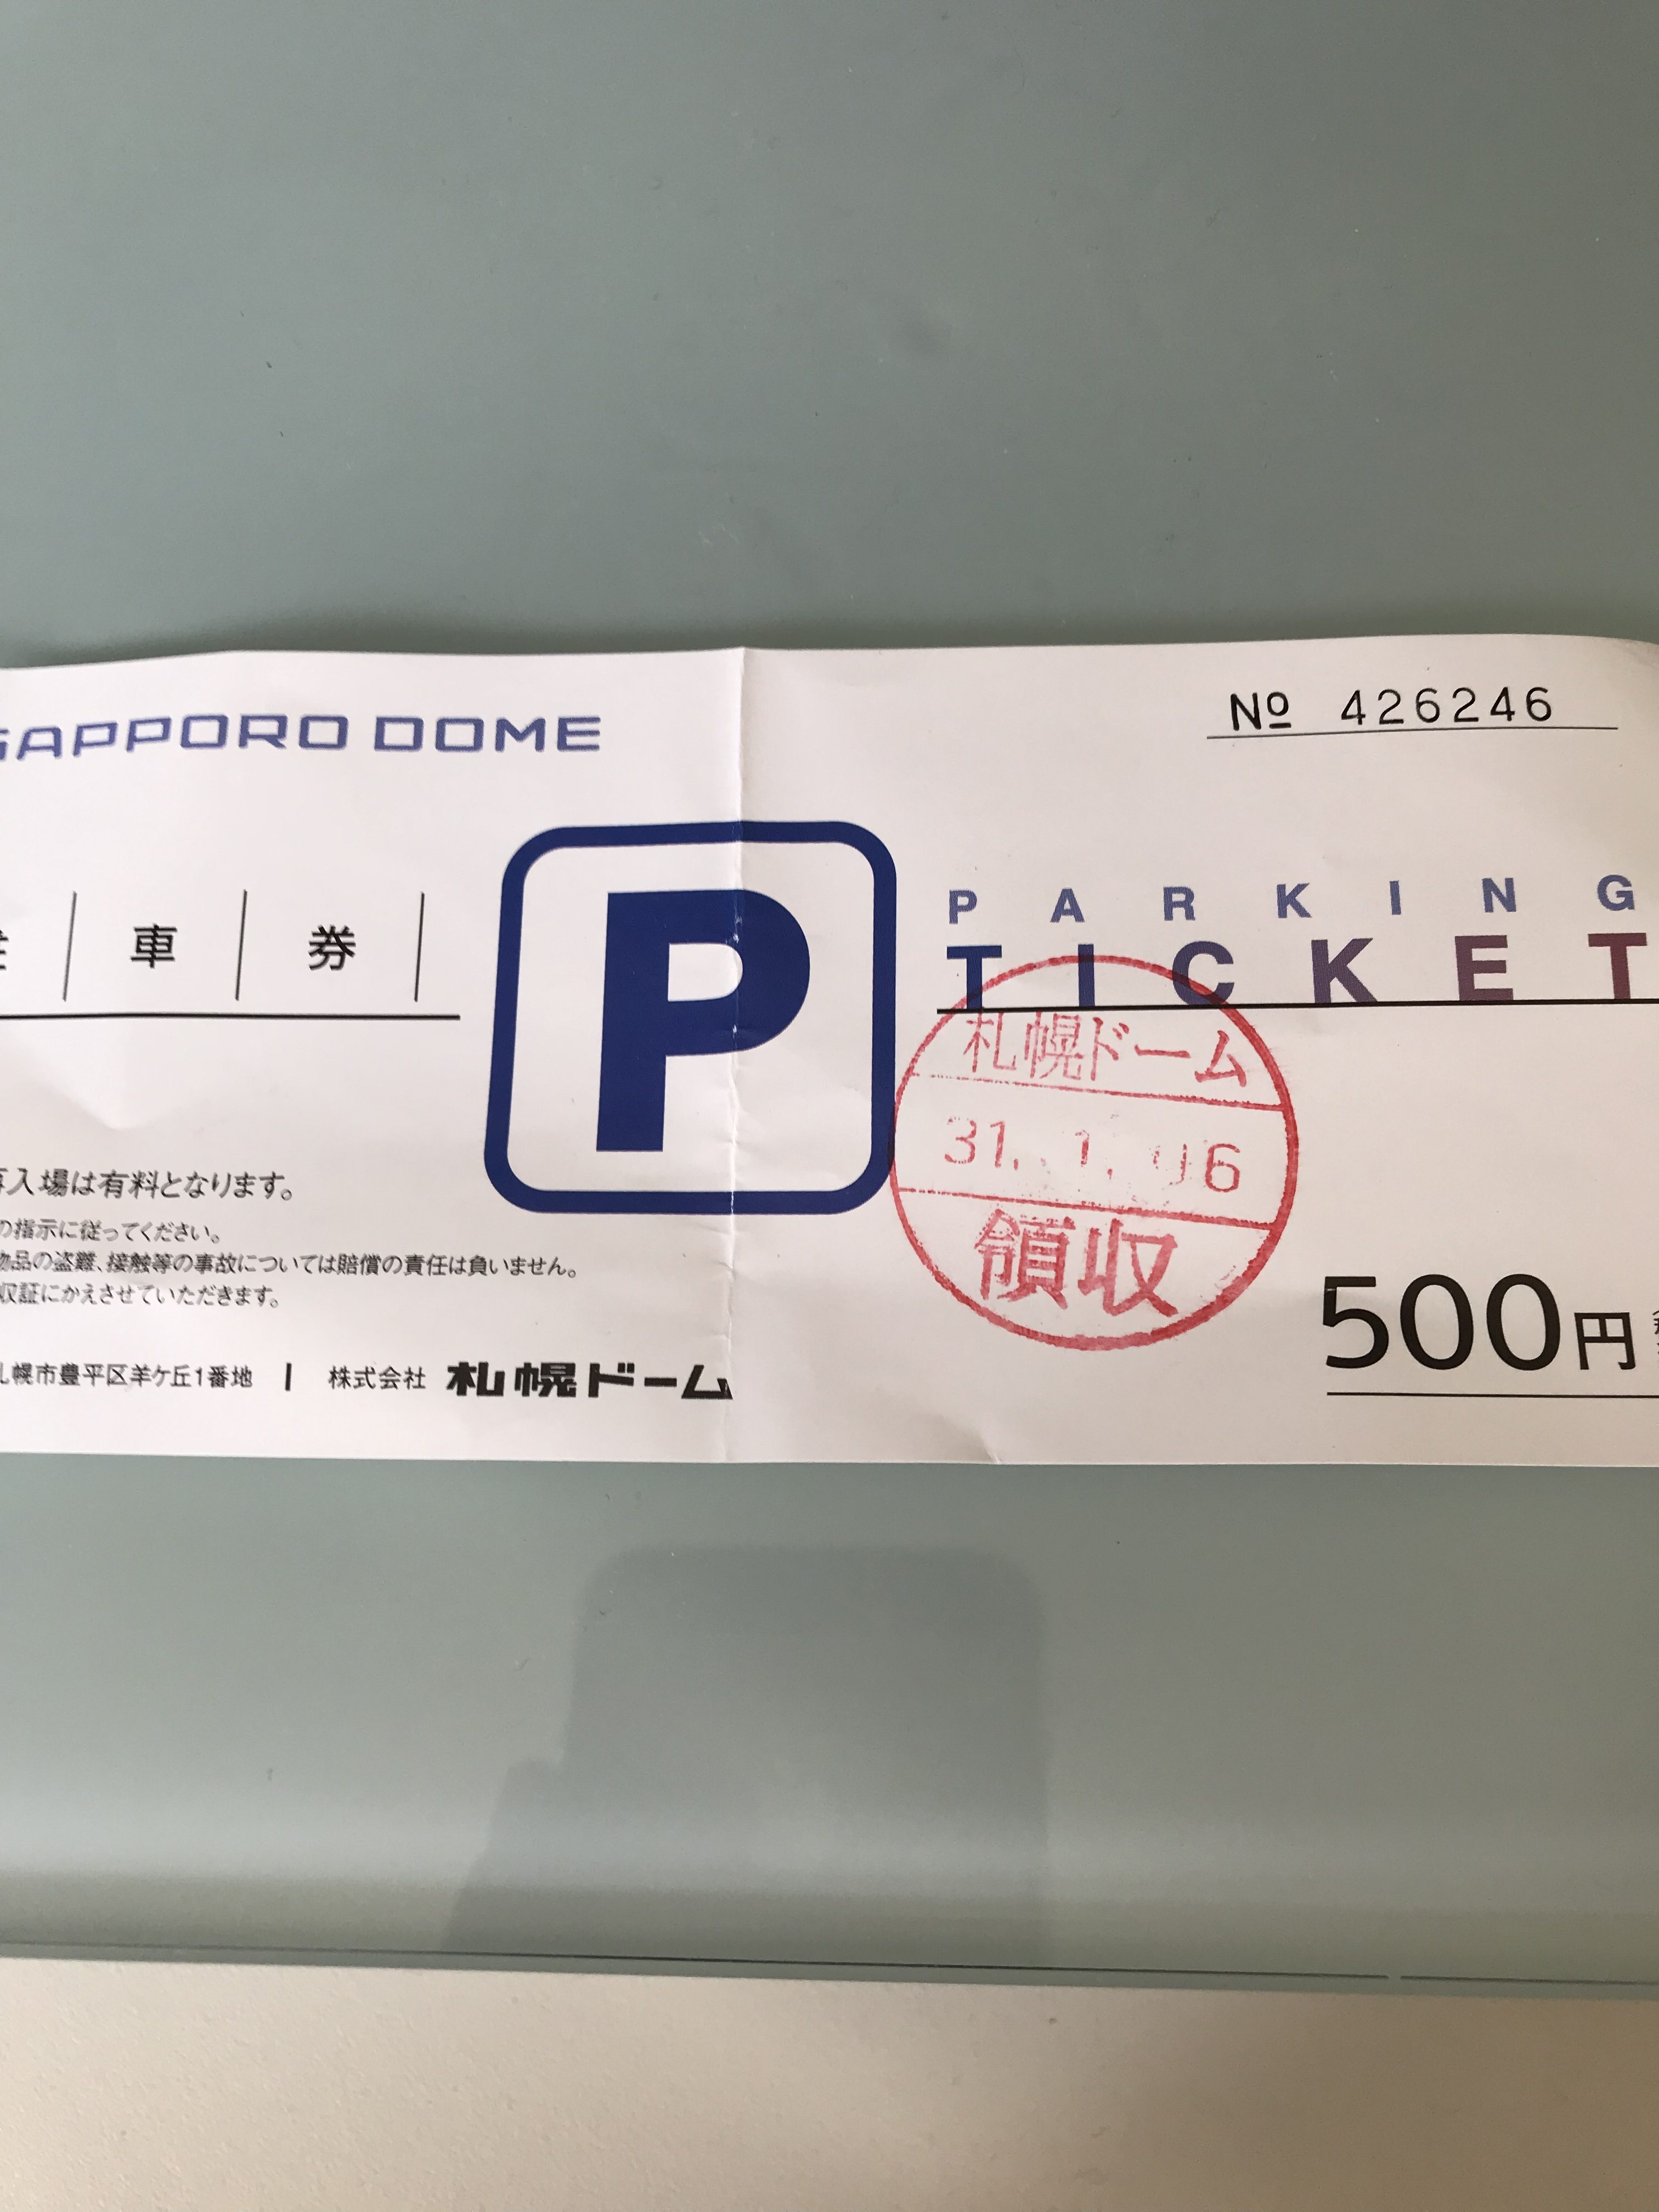 SAPPORO DOME
№ 426246
車 券
P
PARKING
TICKET
札幌ドーム
31. 1. 06
領収
再入場は有料となります。
の指示に従ってください。
物品の盗難、接触等の事故については賠償の責任は負いません。
収証にかえさせていただきます。
500円
札幌市豊平区羊ケ丘1番地 | 株式会社 札幌ドーム